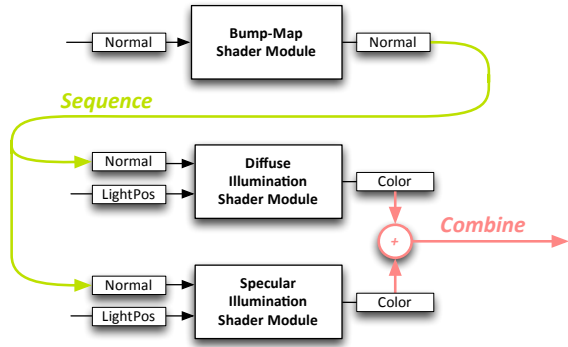 Normal
Bump-Map
Shader Module
Normal
Sequence
Normal
LightPos
Diffuse
Illumination
Shader Module
Color
+
Combine
Normal
LightPos
Specular
Illumination
Shader Module
Color